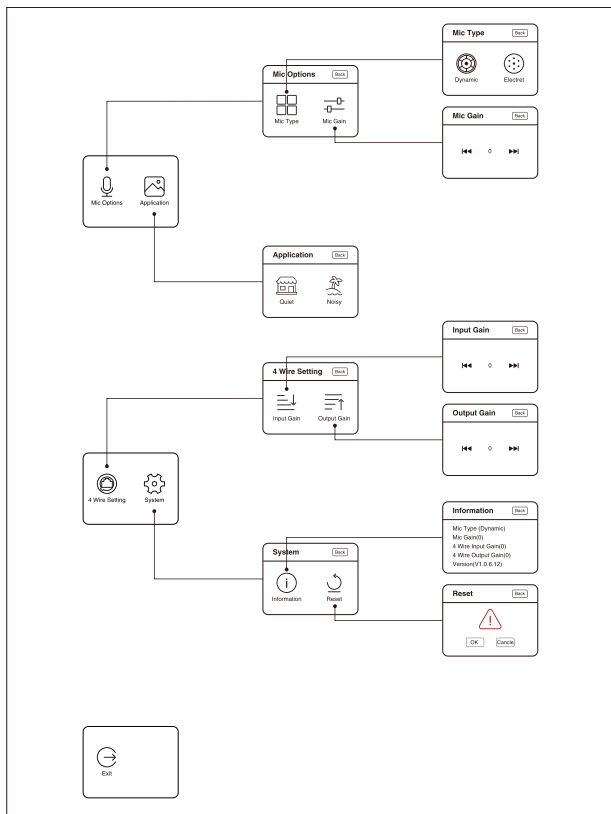 Mic Type Back
Dynamic Electret
Mic Options Back
Mic Type Mic Gain
Mic Gain Back
0
Mic Options Application
Application Back
Quiet Noisy
Input Gain Back
0
4 Wire Setting Back
Input Gain Output Gain
Output Gain Back
0
4 Wire Setting System
Information Back
Mic Type (Dynamic)
Mic Gain(0)
4 Wire Input Gain(0)
4 Wire Output Gain(0)
Version(V1.0.6.12)
System Back
Information Reset
Reset Back
OK Cancle
Exit